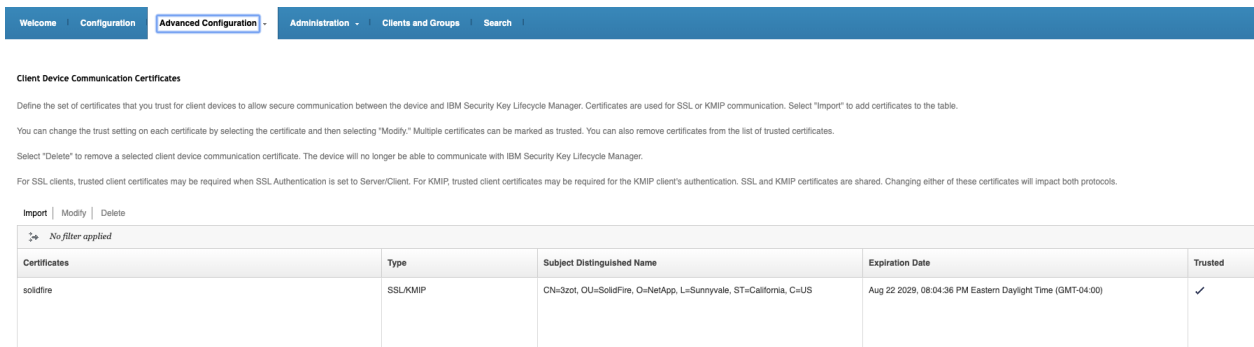 Welcome Configuration Advanced Configuration Administration Clients and Groups Search
Client Device Communication Certificates
Define the set of certificates that you trust for client devices to allow secure communication between the device and IBM Security Key Lifecycle Manager. Certificates are used for SSL or KMIP communication. Select "Import" to add certificates to the table.
You can change the trust setting on each certificate by selecting the certificate and then selecting "Modify." Multiple certificates can be marked as trusted. You can also remove certificates from the list of trusted certificates.
Select "Delete" to remove a selected client device communication certificate. The device will no longer be able to communicate with IBM Security Key Lifecycle Manager.
For SSL clients, trusted client certificates may be required when SSL Authentication is set to Server/Client. For KMIP, trusted client certificates may be required for the KMIP client's authentication. SSL and KMIP certificates are shared. Changing either of these certificates will impact both protocols.
Import Modify Delete
No filter applied
Certificates Type Subject Distinguished Name Expiration Date Trusted
solidfire SSL/KMIP CN=3zot, OU=SolidFire, O=NetApp, L=Sunnyvale, ST=California, C=US Aug 22 2029, 08:04:36 PM Eastern Daylight Time (GMT-04:00)